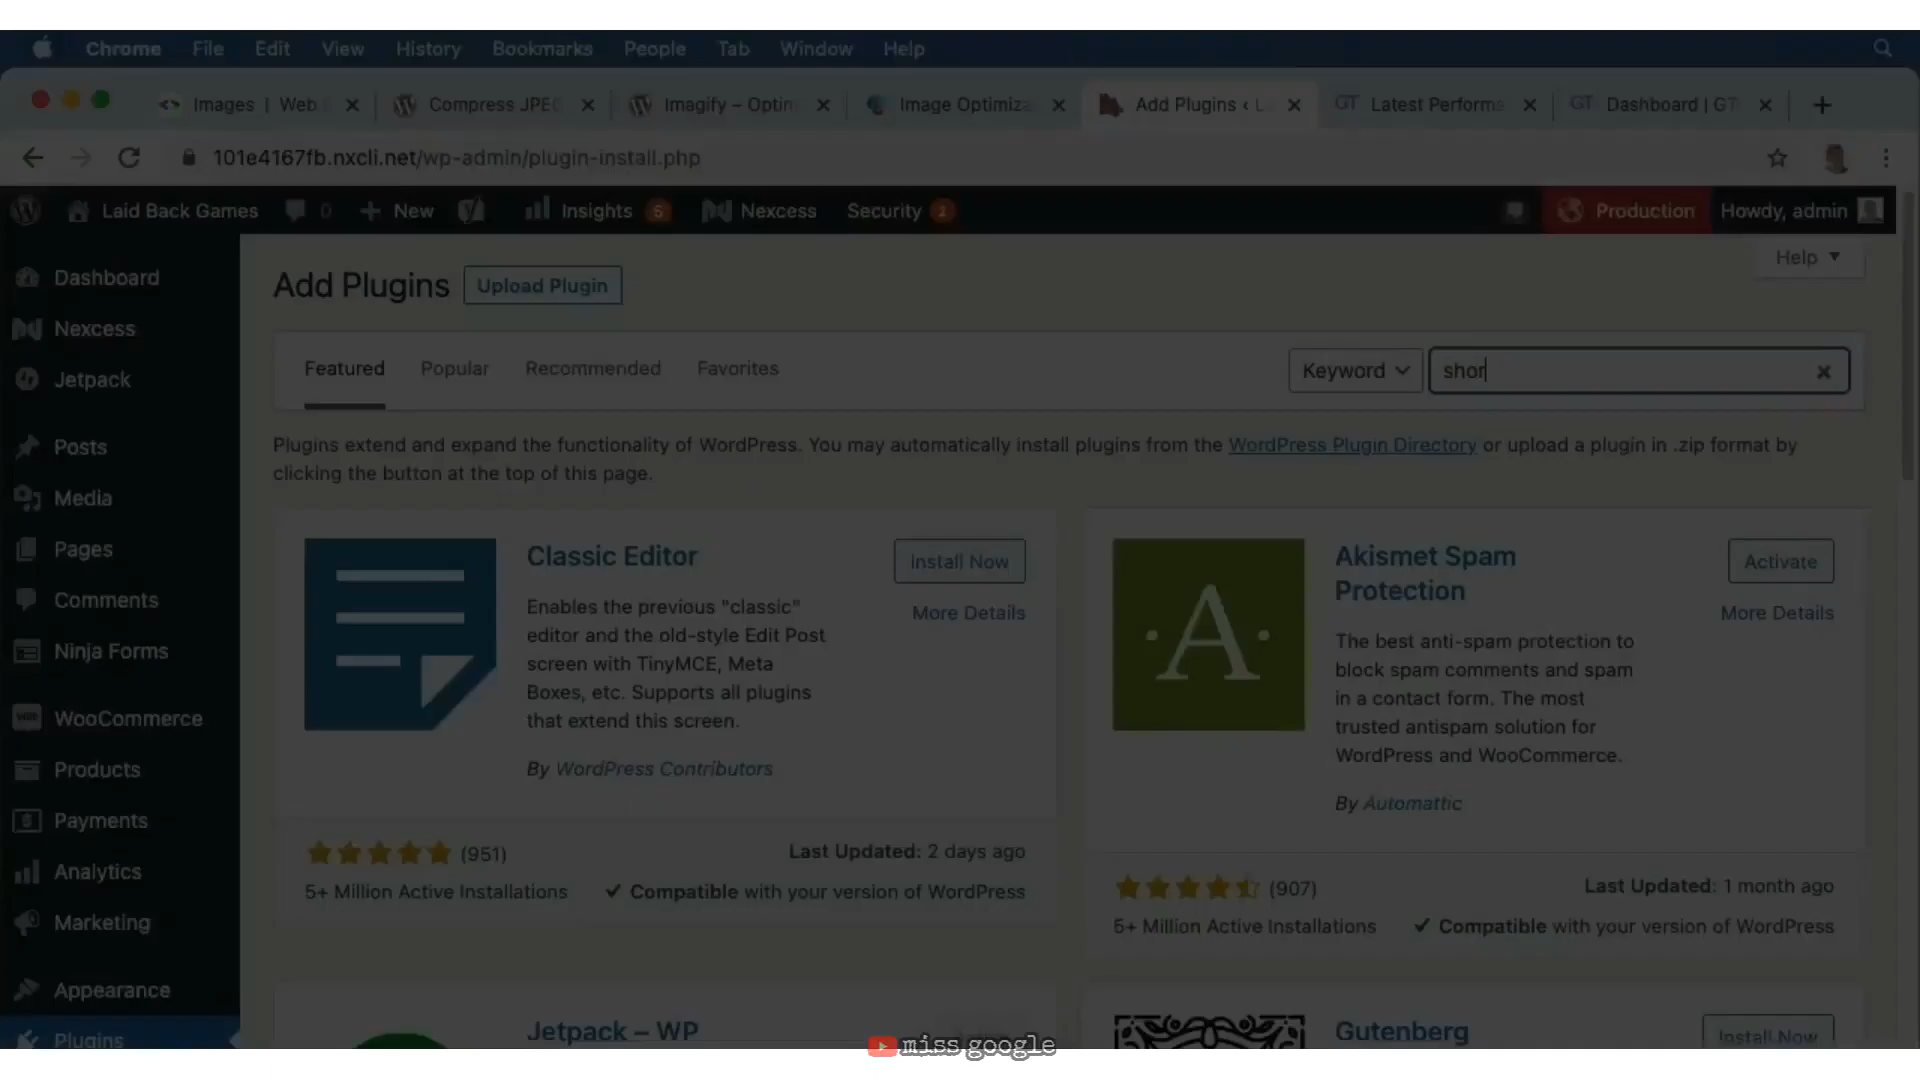 Chrome File Edit View History Bookmarks People Tab Window Help
Images | Web
Compress JPEG
Imagify – Optin
Image Optimiza
Add Plugins ‹ L
GT Latest Performa
GT Dashboard | GT
101e4167fb.nxcli.net/wp-admin/plugin-install.php
Laid Back Games 0 New Insights 5 Nexcess Security 2 Production Howdy, admin
Help
Dashboard
Nexcess
Jetpack
Posts
Media
Pages
Comments
Ninja Forms
WooCommerce
Products
Payments
Analytics
Marketing
Appearance
Plugins
Add Plugins Upload Plugin
Featured Popular Recommended Favorites Keyword shor
Plugins extend and expand the functionality of WordPress. You may automatically install plugins from the WordPress Plugin Directory or upload a plugin in .zip format by
clicking the button at the top of this page.
Classic Editor
Install Now
More Details
Enables the previous "classic"
editor and the old-style Edit Post
screen with TinyMCE, Meta
Boxes, etc. Supports all plugins
that extend this screen.
By WordPress Contributors
(951)
Last Updated: 2 days ago
5+ Million Active Installations
Compatible with your version of WordPress
A
Akismet Spam
Protection
Activate
More Details
The best anti-spam protection to
block spam comments and spam
in a contact form. The most
trusted antispam solution for
WordPress and WooCommerce.
By Automattic
(907)
Last Updated: 1 month ago
5+ Million Active Installations
Compatible with your version of WordPress
Jetpack – WP
Gutenberg
Install Now
miss google